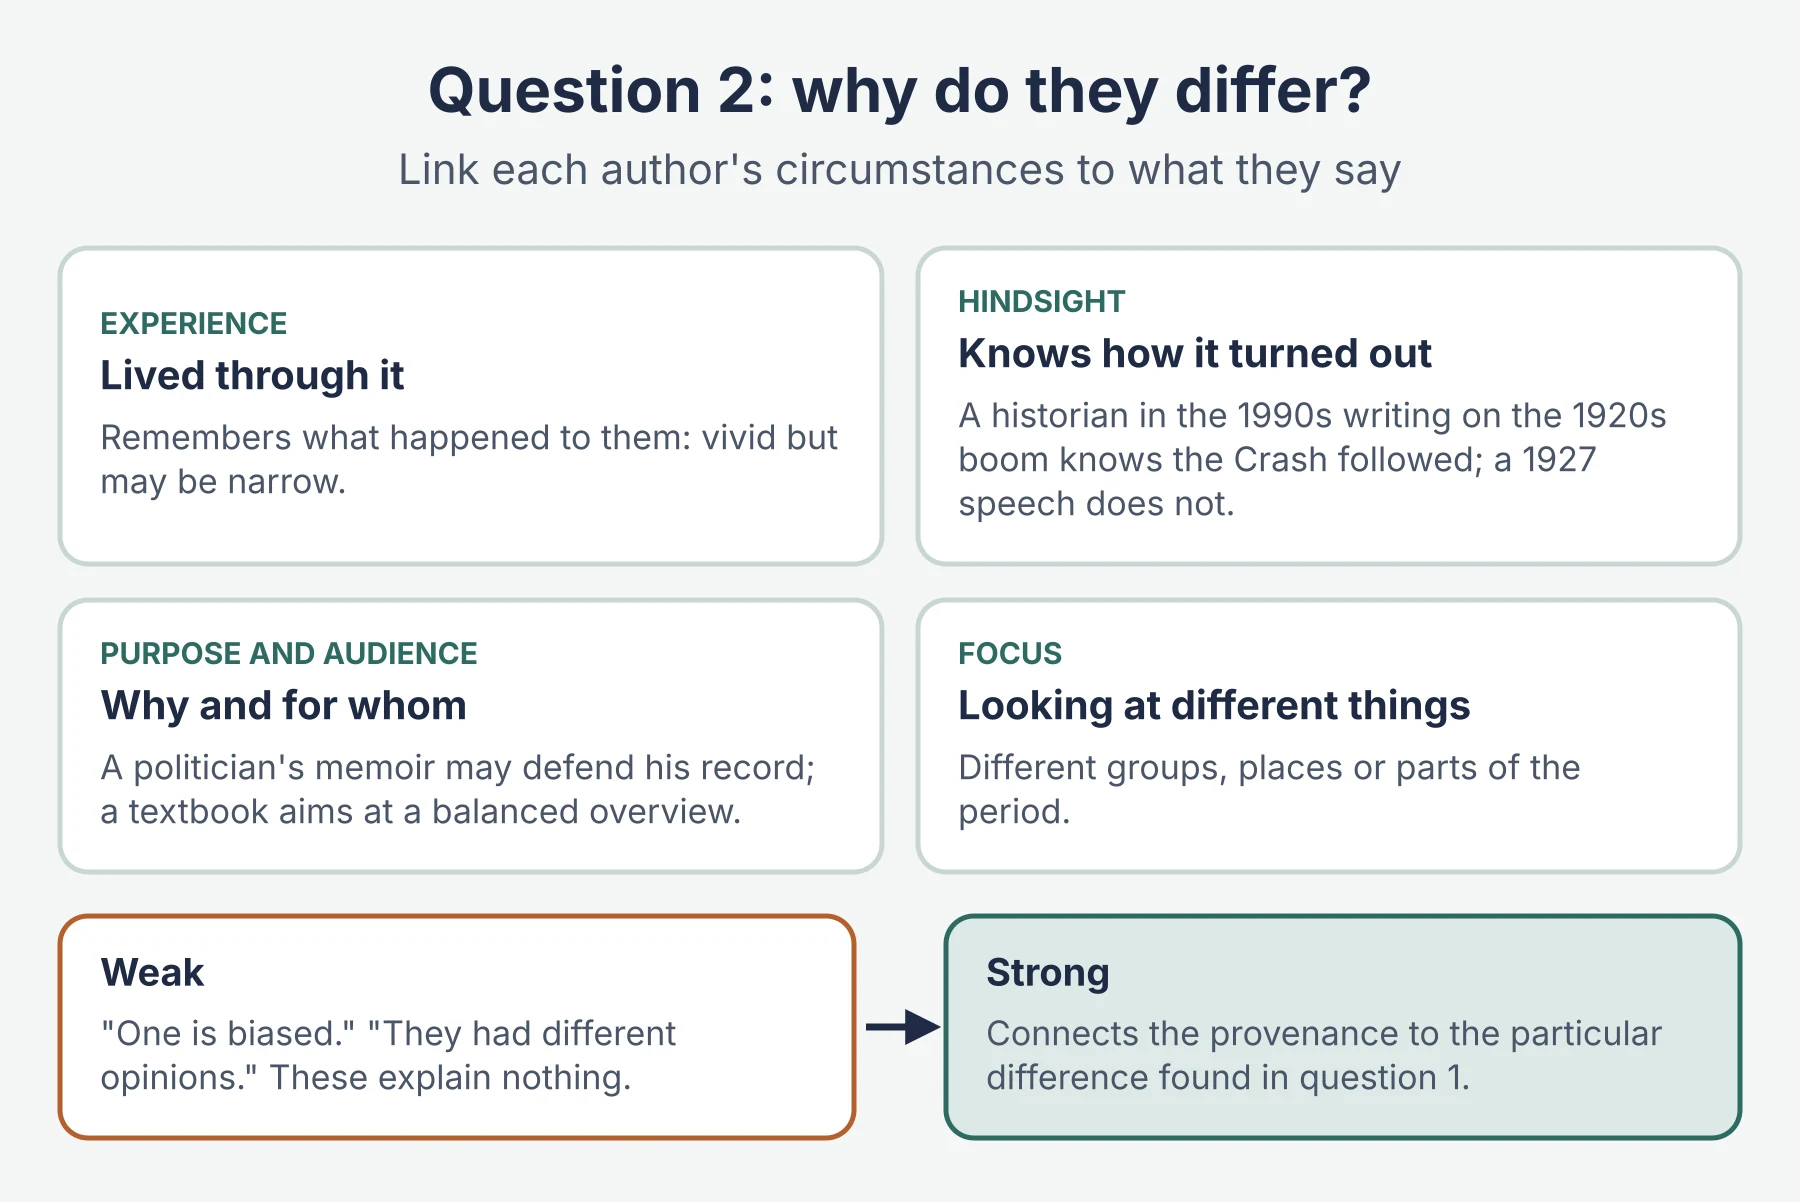 Question 2: why do they differ?
Link each author's circumstances to what they say
EXPERIENCE
Lived through it
Remembers what happened to them: vivid but
may be narrow.
HINDSIGHT
Knows how it turned out
A historian in the 1990s writing on the 1920s
boom knows the Crash followed; a 1927
speech does not.
PURPOSE AND AUDIENCE
Why and for whom
A politician's memoir may defend his record;
a textbook aims at a balanced overview.
FOCUS
Looking at different things
Different groups, places or parts of the
period.
Weak
"One is biased." "They had different
opinions." These explain nothing.
Strong
Connects the provenance to the particular
difference found in question 1.